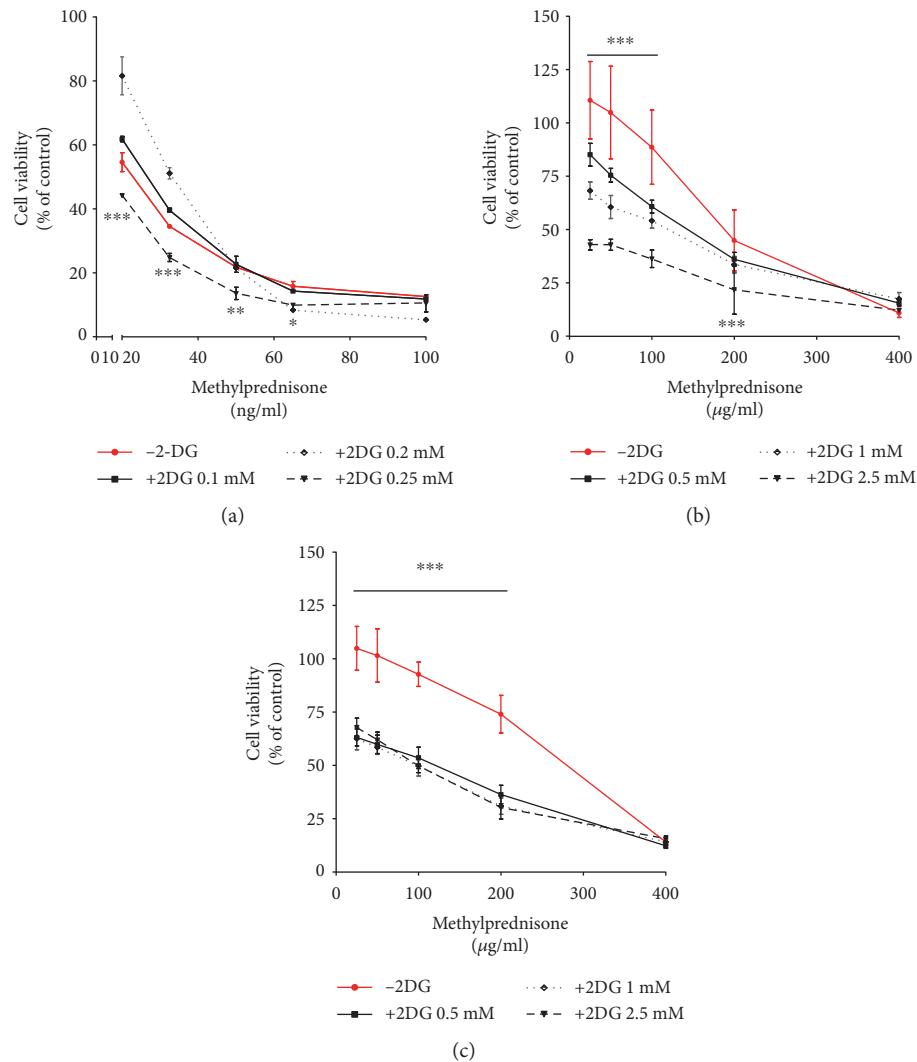 100
80
60
40
20
0
Cell viability
(% of control)
***
***
**
*
0 10 20 40 60 80 100
Methylprednisone
(ng/ml)
−2-DG
+2DG 0.2 mM
+2DG 0.1 mM
+2DG 0.25 mM
(a)
150
125
100
75
50
25
0
Cell viability
(% of control)
***
***
0 100 200 300 400
Methylprednisone
(μg/ml)
−2DG
+2DG 1 mM
+2DG 0.5 mM
+2DG 2.5 mM
(b)
150
125
100
75
50
25
0
Cell viability
(% of control)
***
0 100 200 300 400
Methylprednisone
(μg/ml)
−2DG
+2DG 1 mM
+2DG 0.5 mM
+2DG 2.5 mM
(c)